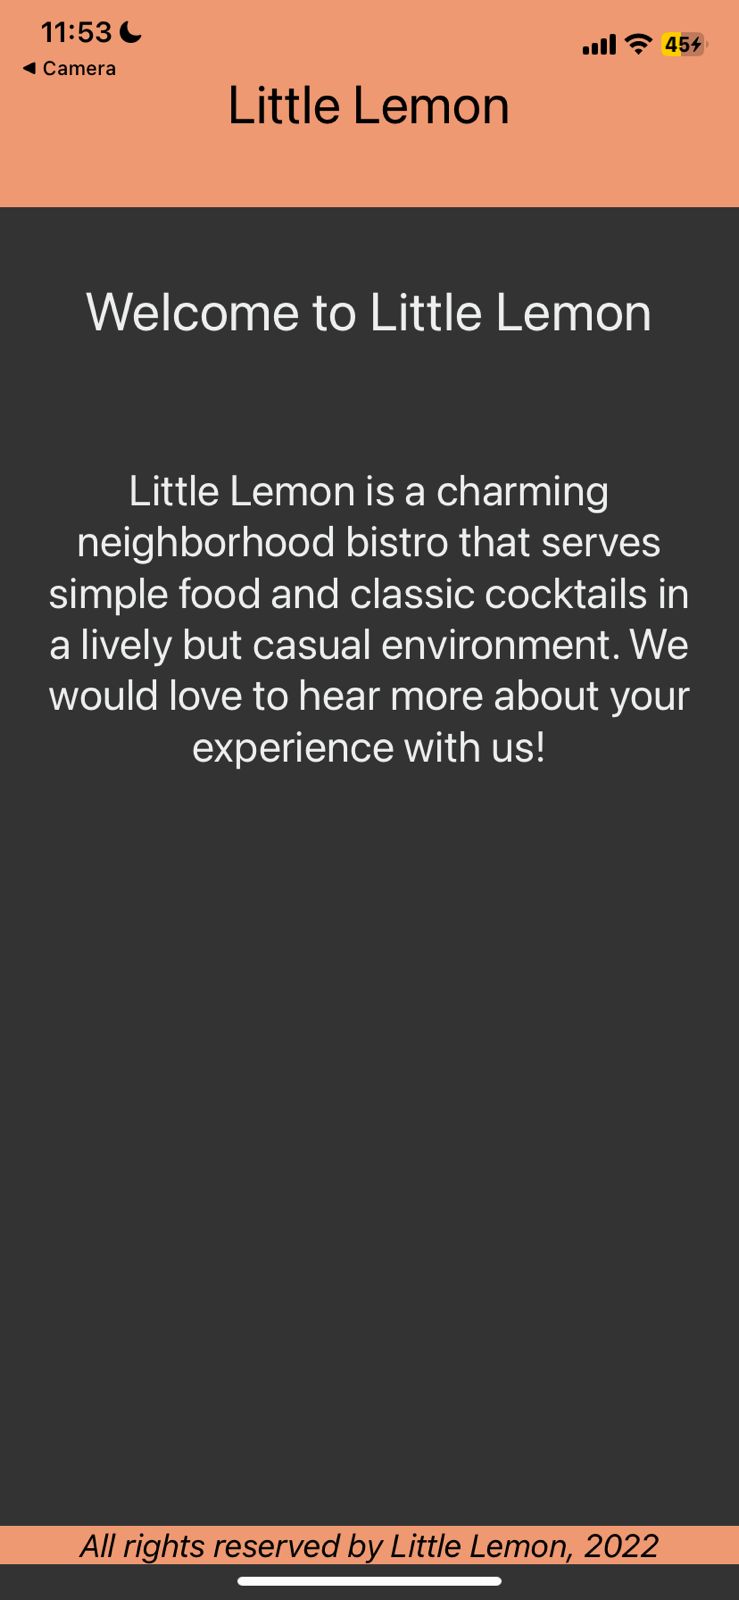 11:53
45
◀ Camera
Little Lemon
Welcome to Little Lemon
Little Lemon is a charming
neighborhood bistro that serves
simple food and classic cocktails in
a lively but casual environment. We
would love to hear more about your
experience with us!
All rights reserved by Little Lemon, 2022